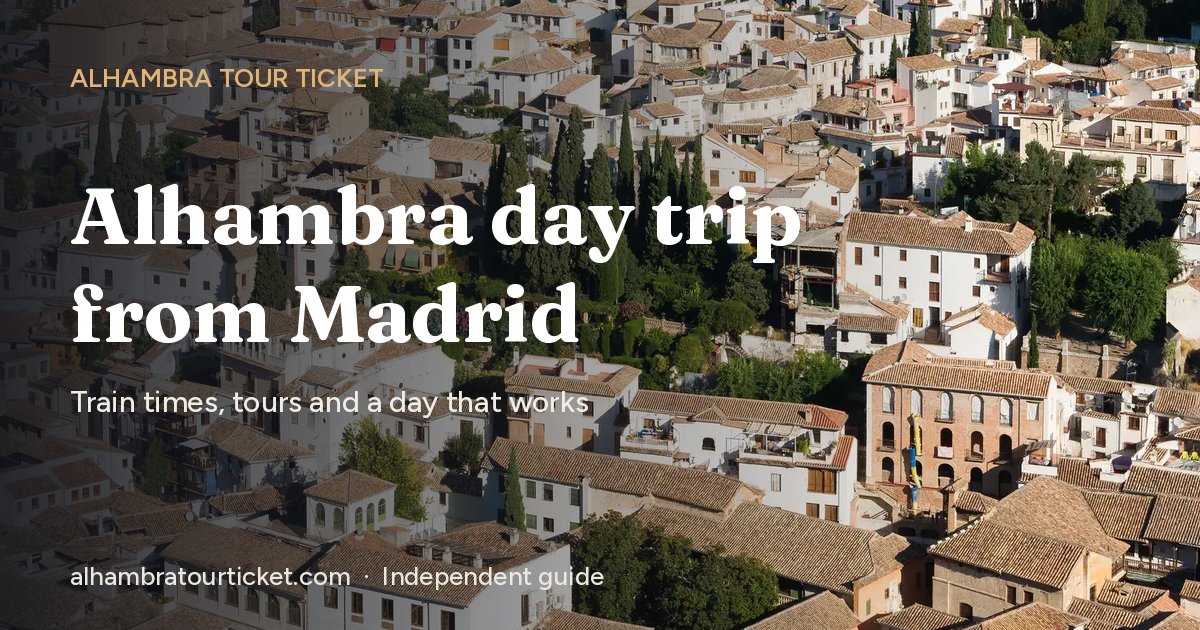 ALHAMBRA TOUR TICKET
Alhambra day trip
from Madrid
Train times, tours and a day that works
alhambratourticket.com · Independent guide